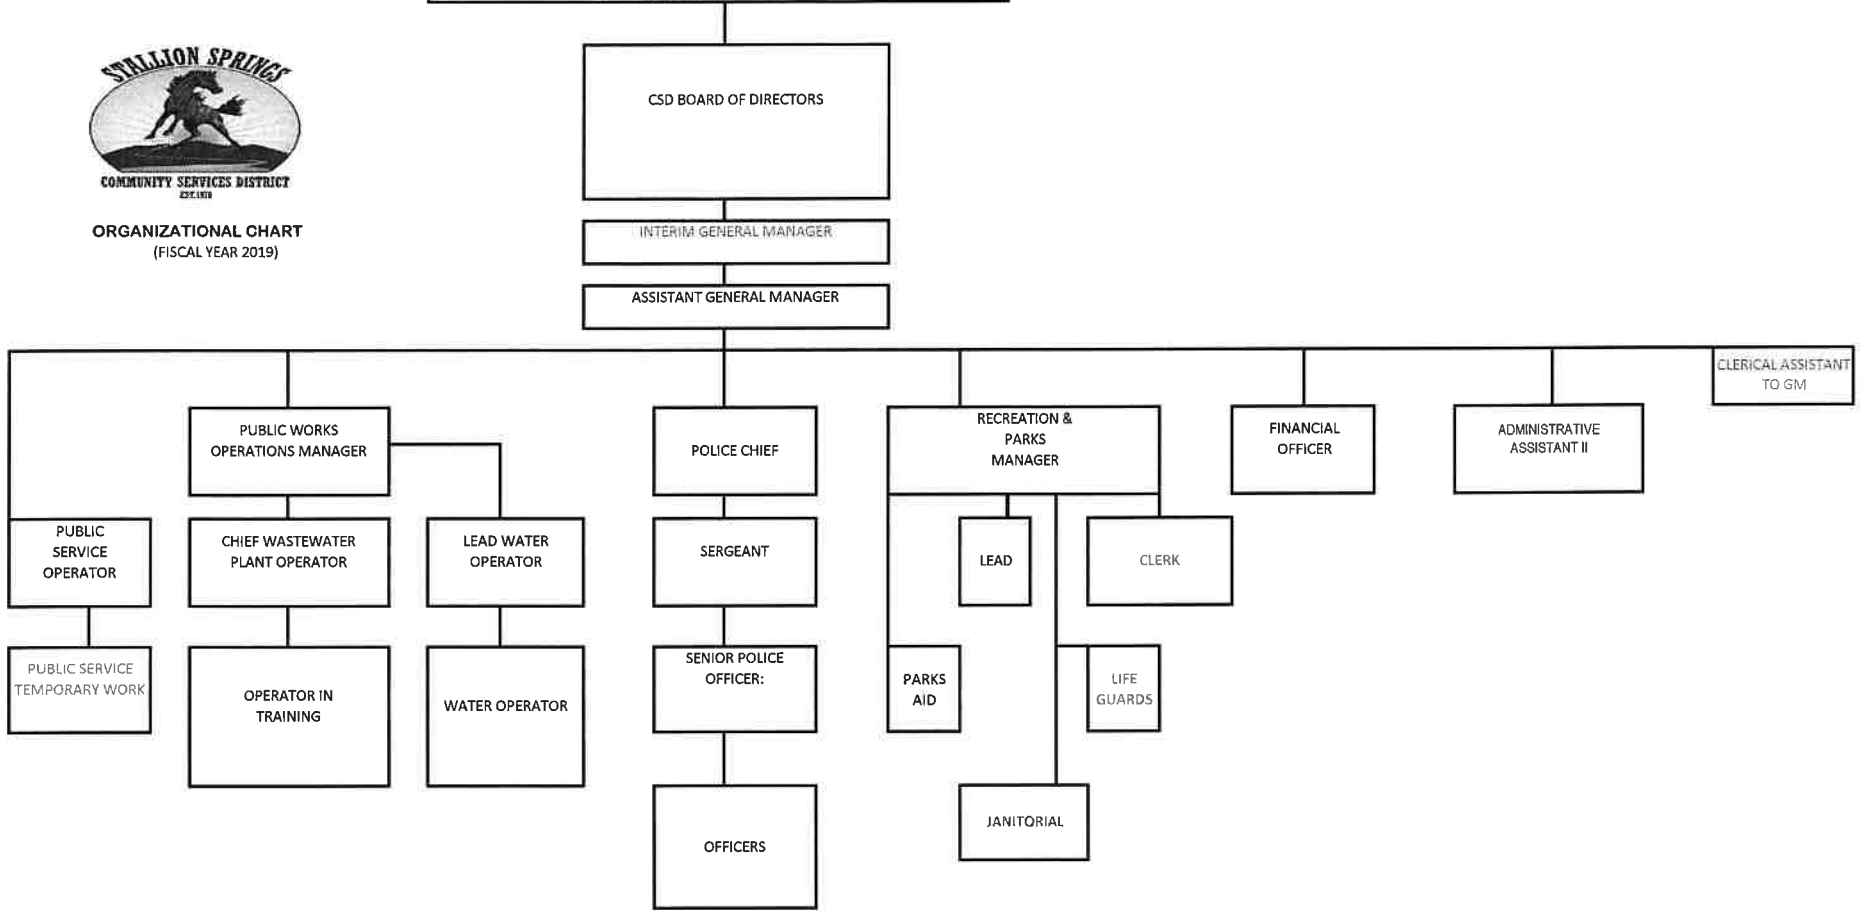 STALLION SPRINGS
COMMUNITY SERVICES DISTRICT
ORGANIZATIONAL CHART
(FISCAL YEAR 2019)
CSD BOARD OF DIRECTORS
INTERIM GENERAL MANAGER
ASSISTANT GENERAL MANAGER
CLERICAL ASSISTANT
TO GM
PUBLIC WORKS
OPERATIONS MANAGER
POLICE CHIEF
RECREATION &
PARKS
MANAGER
FINANCIAL
OFFICER
ADMINISTRATIVE
ASSISTANT II
PUBLIC
SERVICE
OPERATOR
CHIEF WASTEWATER
PLANT OPERATOR
LEAD WATER
OPERATOR
SERGEANT
LEAD
CLERK
PUBLIC SERVICE
TEMPORARY WORK
OPERATOR IN
TRAINING
WATER OPERATOR
SENIOR POLICE
OFFICER:
PARKS
AID
LIFE
GUARDS
OFFICERS
JANITORIAL